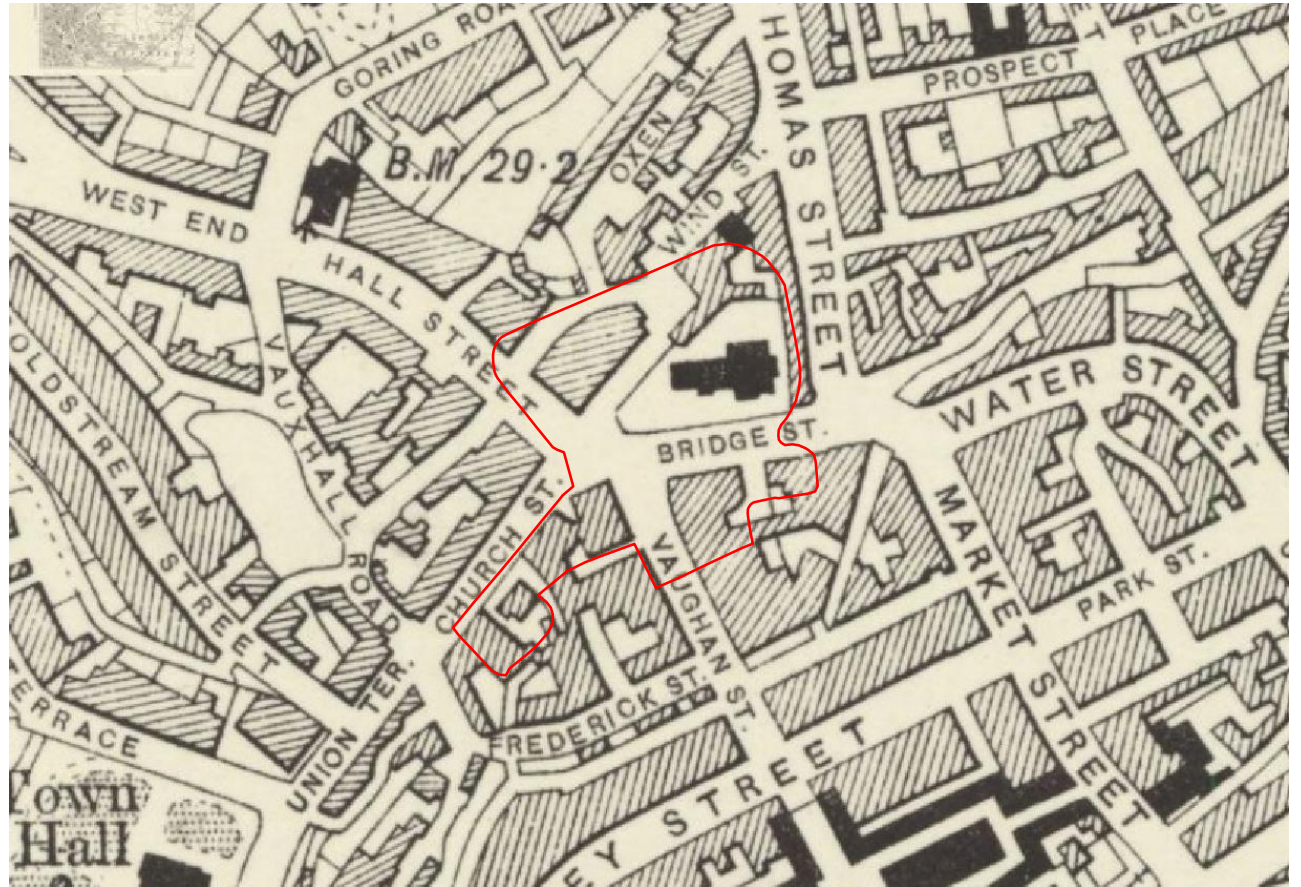 GORING ROA
HOMAS STREET
PROSPECT PLACE
OXEN ST.
B.M. 29·2
WIND ST.
WEST END
HALL STREET
VAUXHALL ROAD
OLDSTREAM STREET
WATER STREET
BRIDGE ST.
CHURCH ST.
VAUGHAN ST.
MARKET STREET
PARK ST.
FREDERICK ST.
UNION TER.
ERRACE
EY STREET
Town
Hall